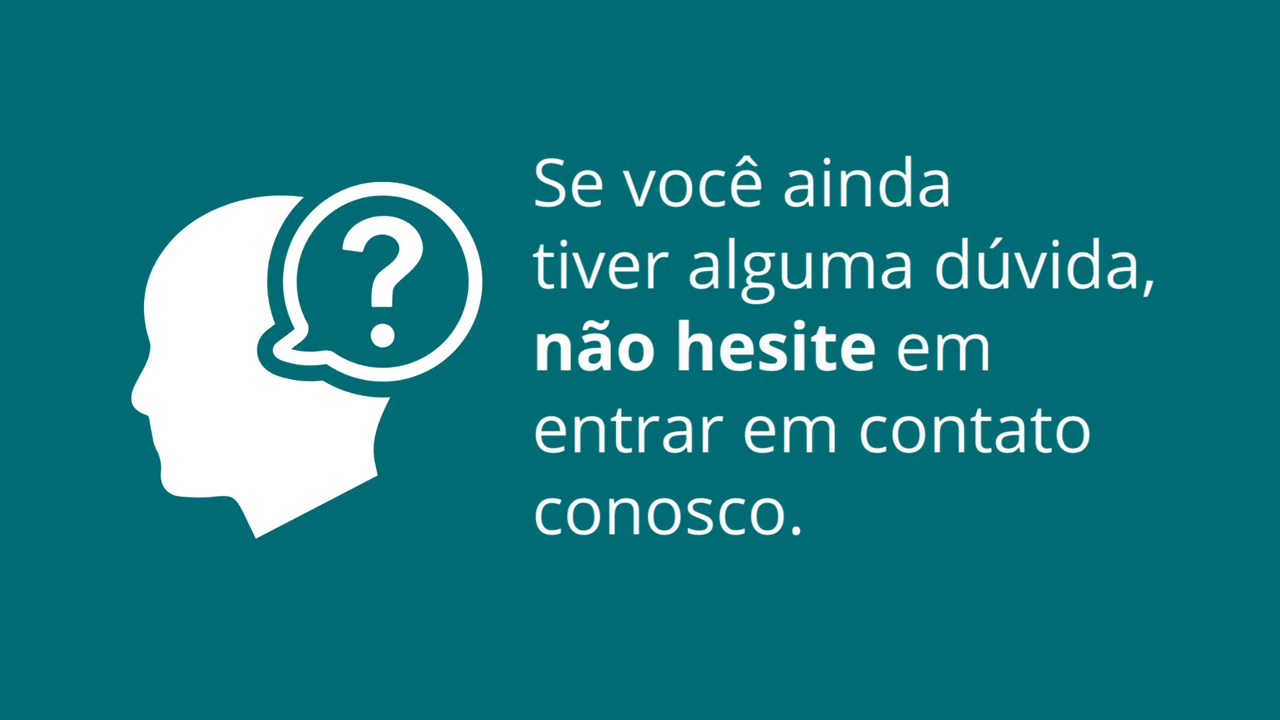 Se você ainda
tiver alguma dúvida,
não hesite em
entrar em contato
conosco.
?